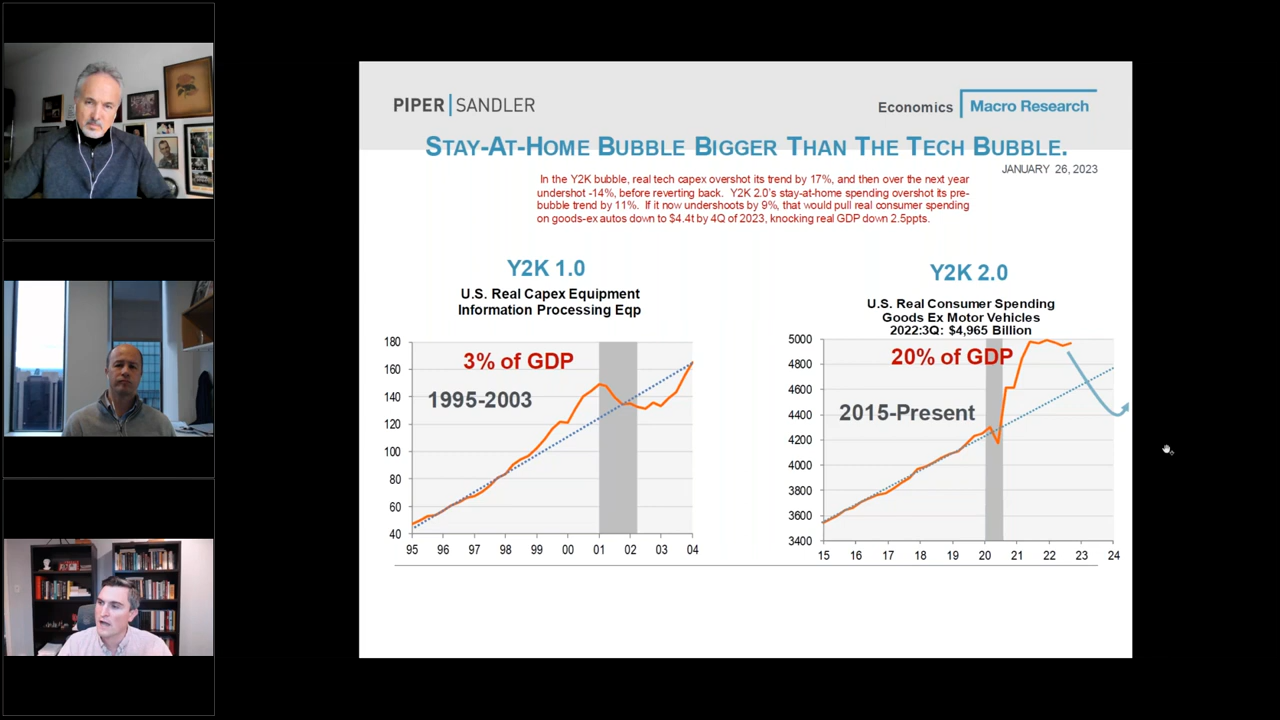 PIPER|SANDLER
Economics
Macro Research
STAY-AT-HOME BUBBLE BIGGER THAN THE TECH BUBBLE.
JANUARY 26, 2023
In the Y2K bubble, real tech capex overshot its trend by 17%, and then over the next year
undershot -14%, before reverting back. Y2K 2.0's stay-at-home spending overshot its pre-
bubble trend by 11%. If it now undershoots by 9%, that would pull real consumer spending
on goods-ex autos down to $4.4t by 4Q of 2023, knocking real GDP down 2.5ppts.
Y2K 1.0
U.S. Real Capex Equipment
Information Processing Eqp
180
160
140
120
100
80
60
40
3% of GDP
1995-2003
95 96 97 98 99 00 01 02 03 04
Y2K 2.0
U.S. Real Consumer Spending
Goods Ex Motor Vehicles
2022:3Q: $4,965 Billion
5000
4800
4600
4400
4200
4000
3800
3600
3400
20% of GDP
2015-Present
15 16 17 18 19 20 21 22 23 24